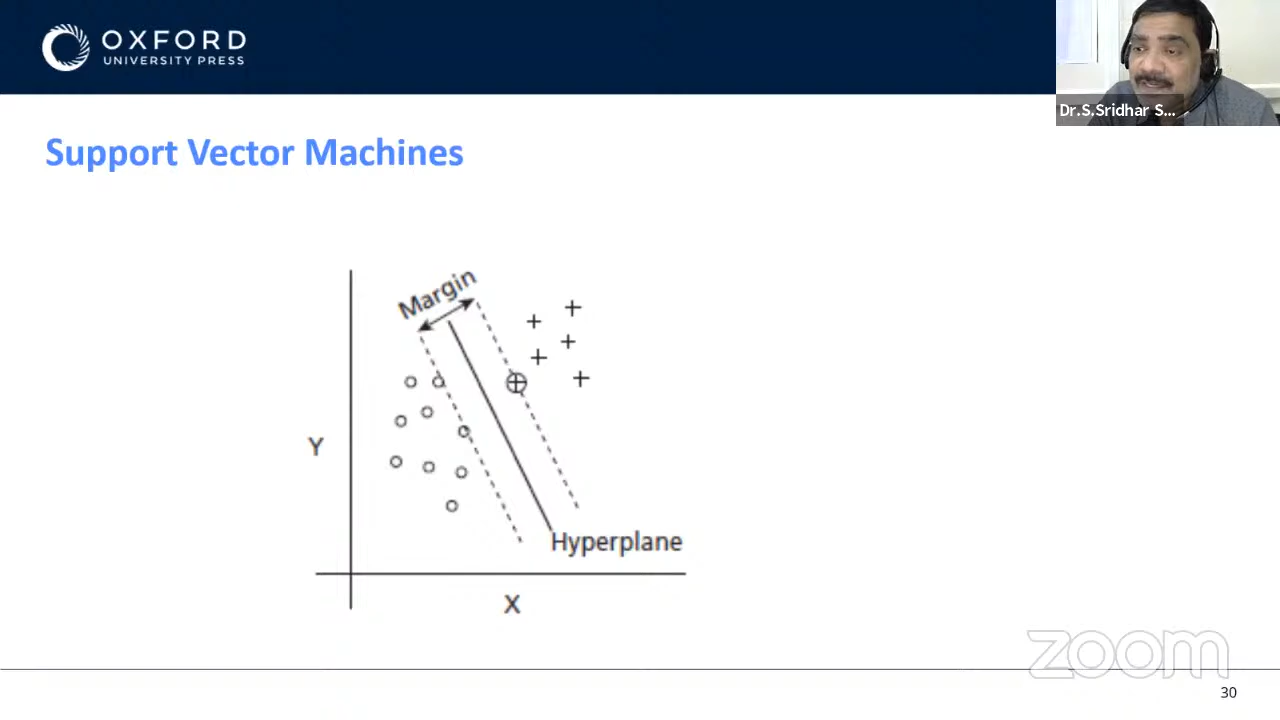 OXFORD
UNIVERSITY PRESS
Dr.S.Sridhar S...
Support Vector Machines
Margin
Y
Hyperplane
X
zoom
30